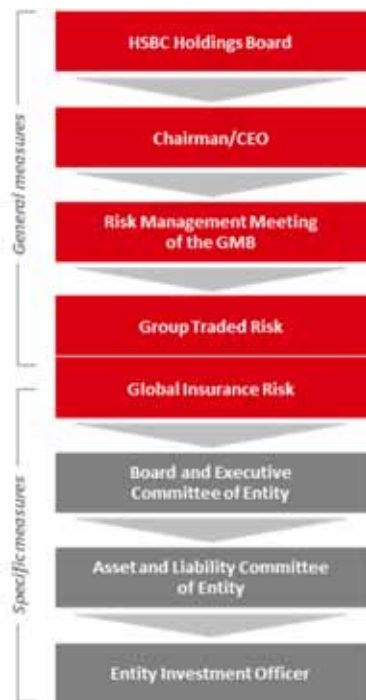 General measures
HSBC Holdings Board
Chairman/CEO
Risk Management Meeting
of the GMB
Group Traded Risk
Specific measures
Global Insurance Risk
Board and Executive
Committee of Entity
Asset and Liability Committee
of Entity
Entity Investment Officer